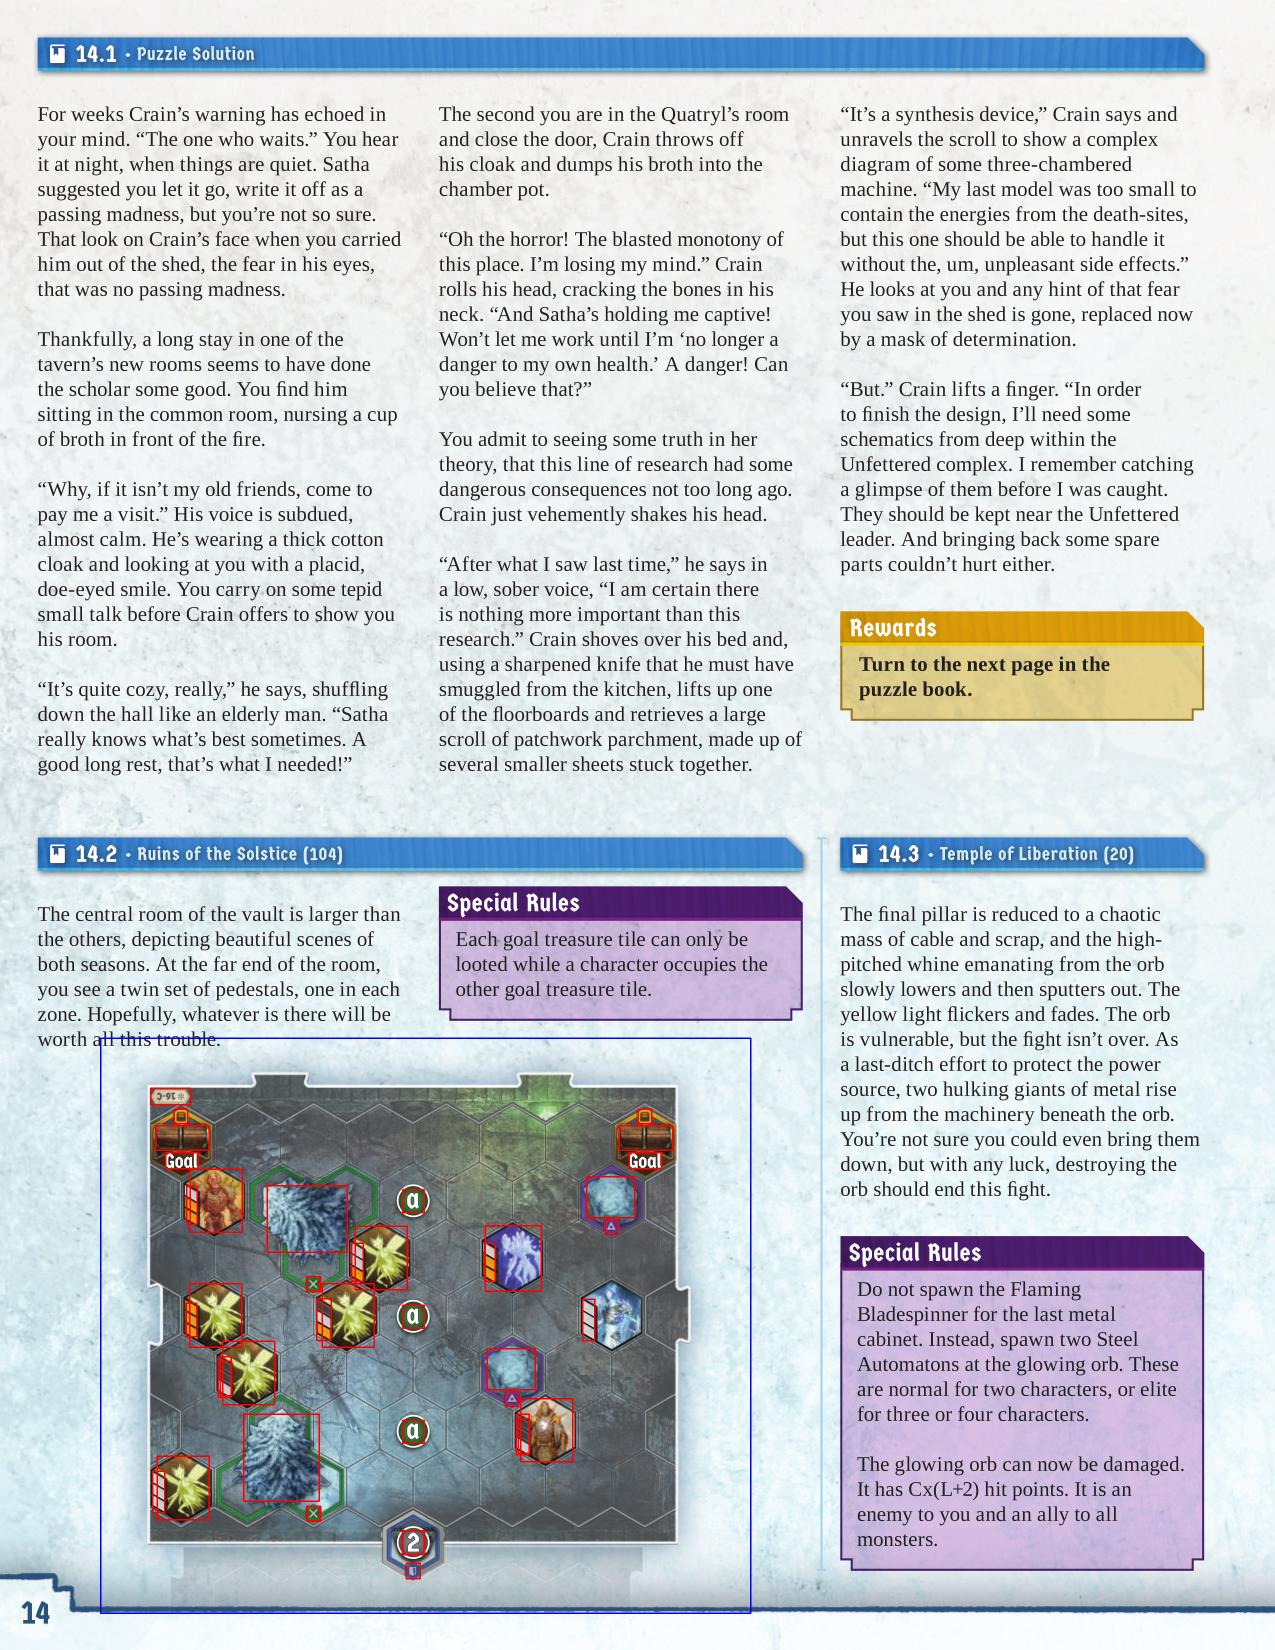 14.1 • Puzzle Solution
For weeks Crain’s warning has echoed in
your mind. “The one who waits.” You hear
it at night, when things are quiet. Satha
suggested you let it go, write it off as a
passing madness, but you’re not so sure.
That look on Crain’s face when you carried
him out of the shed, the fear in his eyes,
that was no passing madness.
Thankfully, a long stay in one of the
tavern’s new rooms seems to have done
the scholar some good. You find him
sitting in the common room, nursing a cup
of broth in front of the fire.
“Why, if it isn’t my old friends, come to
pay me a visit.” His voice is subdued,
almost calm. He’s wearing a thick cotton
cloak and looking at you with a placid,
doe-eyed smile. You carry on some tepid
small talk before Crain offers to show you
his room.
“It’s quite cozy, really,” he says, shuffling
down the hall like an elderly man. “Satha
really knows what’s best sometimes. A
good long rest, that’s what I needed!”
The second you are in the Quatryl’s room
and close the door, Crain throws off
his cloak and dumps his broth into the
chamber pot.
“Oh the horror! The blasted monotony of
this place. I’m losing my mind.” Crain
rolls his head, cracking the bones in his
neck. “And Satha’s holding me captive!
Won’t let me work until I’m ‘no longer a
danger to my own health.’ A danger! Can
you believe that?”
You admit to seeing some truth in her
theory, that this line of research had some
dangerous consequences not too long ago.
Crain just vehemently shakes his head.
“After what I saw last time,” he says in
a low, sober voice, “I am certain there
is nothing more important than this
research.” Crain shoves over his bed and,
using a sharpened knife that he must have
smuggled from the kitchen, lifts up one
of the floorboards and retrieves a large
scroll of patchwork parchment, made up of
several smaller sheets stuck together.
“It’s a synthesis device,” Crain says and
unravels the scroll to show a complex
diagram of some three-chambered
machine. “My last model was too small to
contain the energies from the death-sites,
but this one should be able to handle it
without the, um, unpleasant side effects.”
He looks at you and any hint of that fear
you saw in the shed is gone, replaced now
by a mask of determination.
“But.” Crain lifts a finger. “In order
to finish the design, I’ll need some
schematics from deep within the
Unfettered complex. I remember catching
a glimpse of them before I was caught.
They should be kept near the Unfettered
leader. And bringing back some spare
parts couldn’t hurt either.
Rewards
Turn to the next page in the
puzzle book.
14.2 • Ruins of the Solstice (104)
The central room of the vault is larger than
the others, depicting beautiful scenes of
both seasons. At the far end of the room,
you see a twin set of pedestals, one in each
zone. Hopefully, whatever is there will be
worth all this trouble.
Special Rules
Each goal treasure tile can only be
looted while a character occupies the
other goal treasure tile.
16-C
Goal
Goal
a
a
a
2
14.3 • Temple of Liberation (20)
The final pillar is reduced to a chaotic
mass of cable and scrap, and the high-
pitched whine emanating from the orb
slowly lowers and then sputters out. The
yellow light flickers and fades. The orb
is vulnerable, but the fight isn’t over. As
a last-ditch effort to protect the power
source, two hulking giants of metal rise
up from the machinery beneath the orb.
You’re not sure you could even bring them
down, but with any luck, destroying the
orb should end this fight.
Special Rules
Do not spawn the Flaming
Bladespinner for the last metal
cabinet. Instead, spawn two Steel
Automatons at the glowing orb. These
are normal for two characters, or elite
for three or four characters.
The glowing orb can now be damaged.
It has Cx(L+2) hit points. It is an
enemy to you and an ally to all
monsters.
14